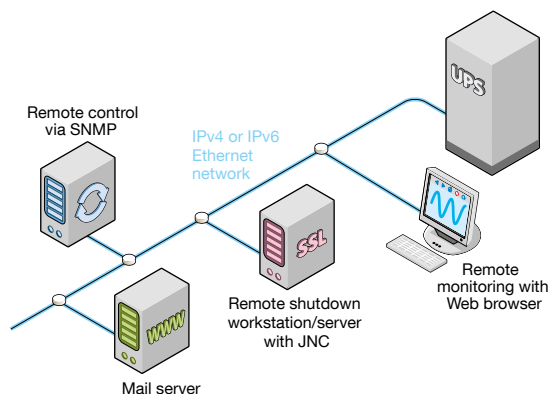 UPS
Remote control
via SNMP
IPv4 or IPv6
Ethernet
network
SSL
Remote
monitoring with
Web browser
Remote shutdown
workstation/server
with JNC
WWW
Mail server